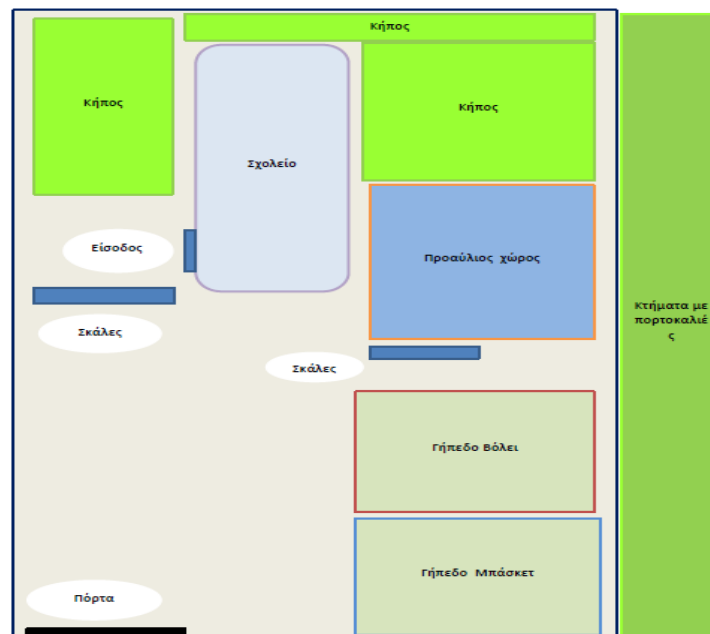 Κήπος
Κήπος
Κήπος
Σχολείο
Είσοδος
Προαύλιος χώρος
Κτήματα με
πορτοκαλιέ
ς
Σκάλες
Σκάλες
Γήπεδο Βόλει
Γήπεδο Μπάσκετ
Πόρτα